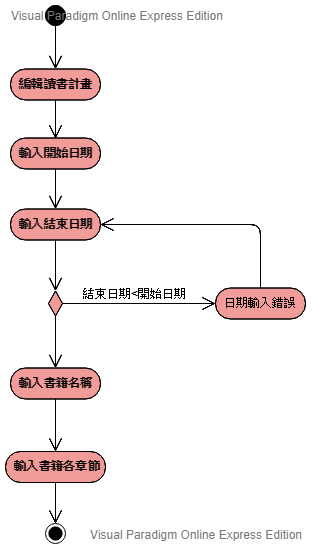 Visual Paradigm Online Express Edition
編輯讀書計畫
輸入開始日期
輸入結束日期
結束日期<開始日期
日期輸入錯誤
輸入書籍名稱
輸入書籍各章節
Visual Paradigm Online Express Edition